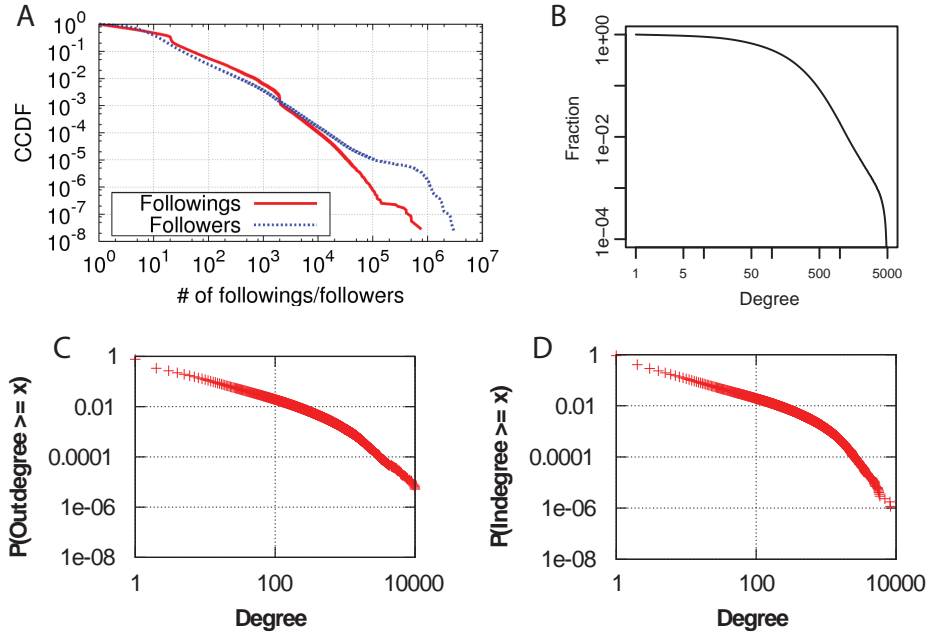 A
CCDF
10^0
10^-1
10^-2
10^-3
10^-4
10^-5
10^-6
10^-7
10^-8
Followings
Followers
10^0 10^1 10^2 10^3 10^4 10^5 10^6 10^7
# of followings/followers
B
Fraction
1e+00
1e-02
1e-04
1 5 50 500 5000
Degree
C
P(Outdegree >= x)
1
0.01
0.0001
1e-06
1e-08
1 100 10000
Degree
D
P(Indegree >= x)
1
0.01
0.0001
1e-06
1e-08
1 100 10000
Degree